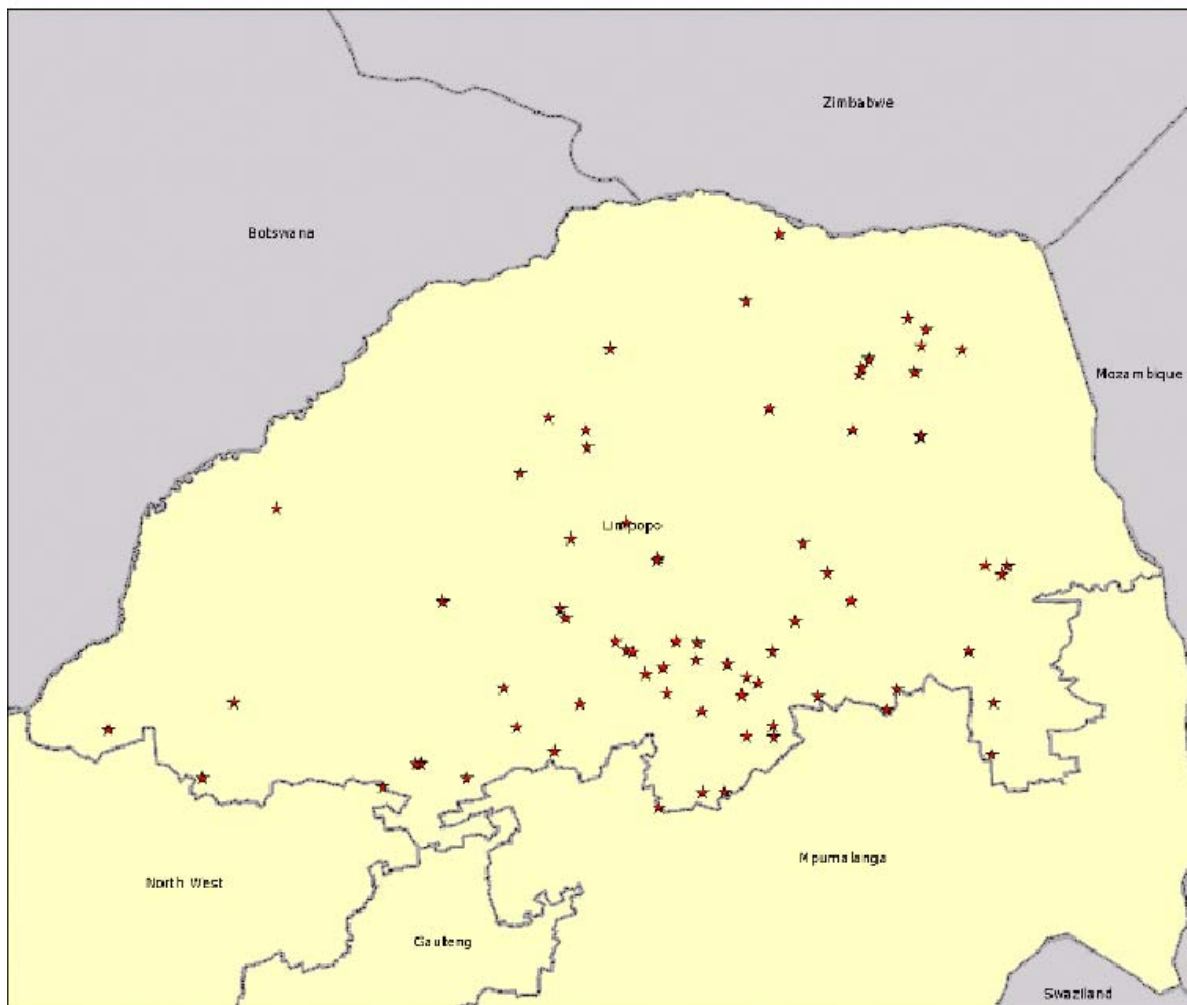 Zimbabwe
Botswana
Mozambique
Limpopo
Mpumalanga
North West
Gauteng
Swaziland